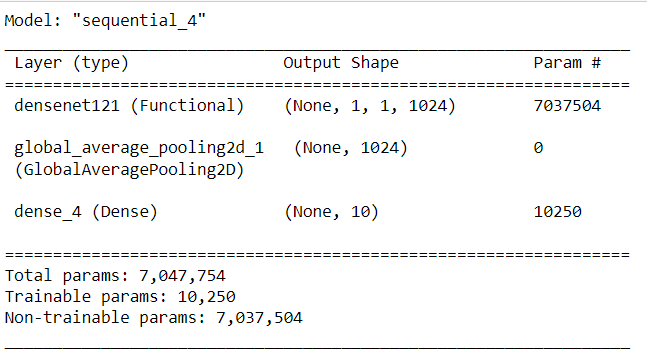 Model: "sequential_4"
_________________________________________________________________
Layer (type) Output Shape Param #
=================================================================
densenet121 (Functional) (None, 1, 1, 1024) 7037504
global_average_pooling2d_1 (None, 1024) 0
(GlobalAveragePooling2D)
dense_4 (Dense) (None, 10) 10250
=================================================================
Total params: 7,047,754
Trainable params: 10,250
Non-trainable params: 7,037,504
_________________________________________________________________